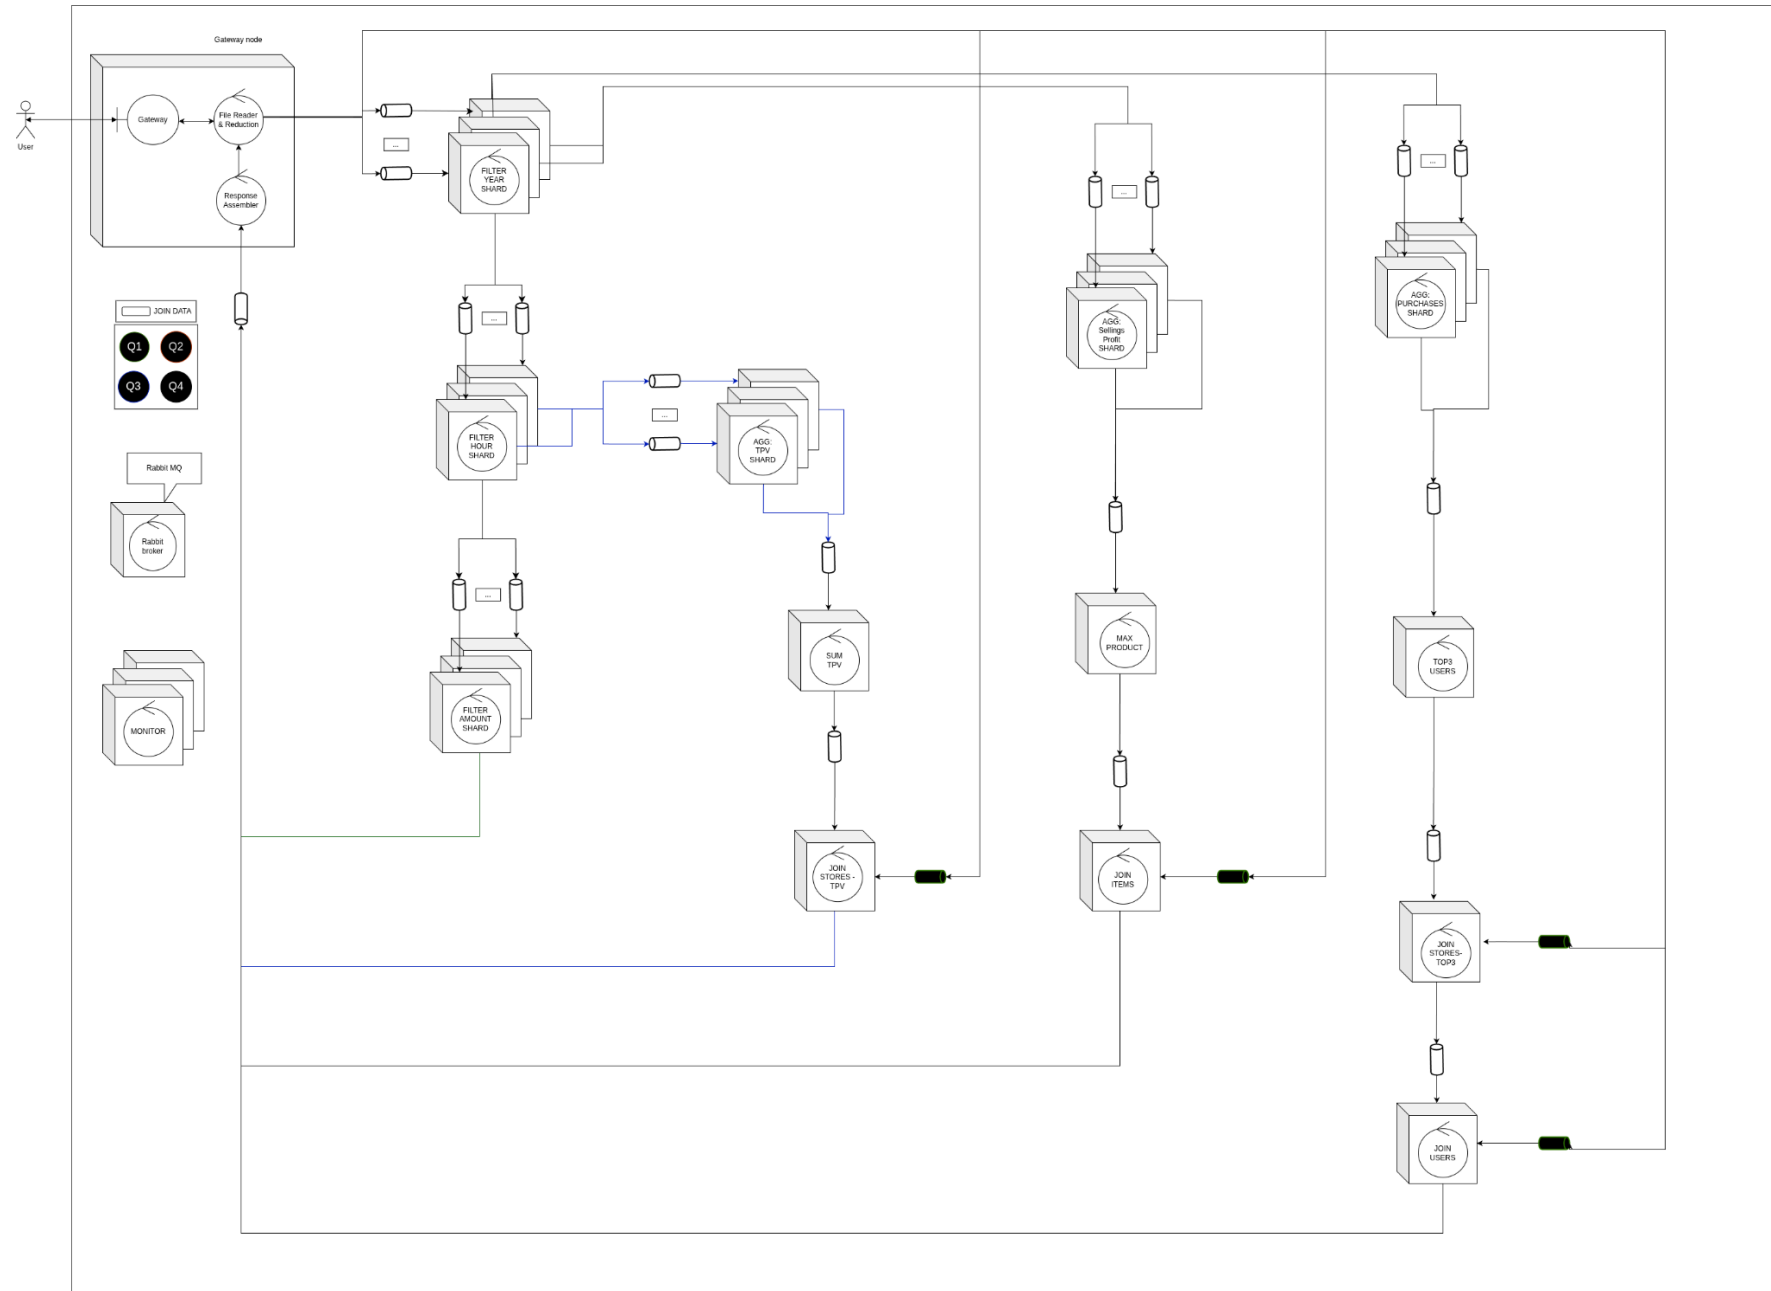 Gateway node
Gateway
File Reader
& Reduction
Response
Assembler
User
...
FILTER
YEAR
SHARD
...
...
AGG:
Sellings
Profit
SHARD
AGG:
PURCHASES
SHARD
JOIN DATA
Q1
Q2
Q3
Q4
...
FILTER
HOUR
SHARD
...
AGG:
TPV
SHARD
Rabbit MQ
Rabbit
broker
...
MONITOR
FILTER
AMOUNT
SHARD
SUM
TPV
MAX
PRODUCT
TOP3
USERS
JOIN
STORES -
TPV
JOIN
ITEMS
JOIN
STORES-
TOP3
JOIN
USERS